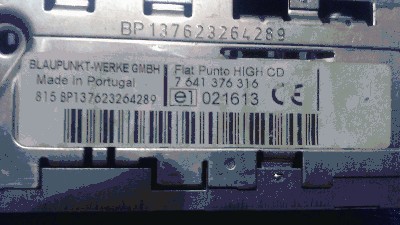 BP137623264289
BLAUPUNKT-WERKE GMBH
Made in Portugal
815 BP137623264289
Fiat Punto HIGH CD
7 641 376 316
e1 021613 CE